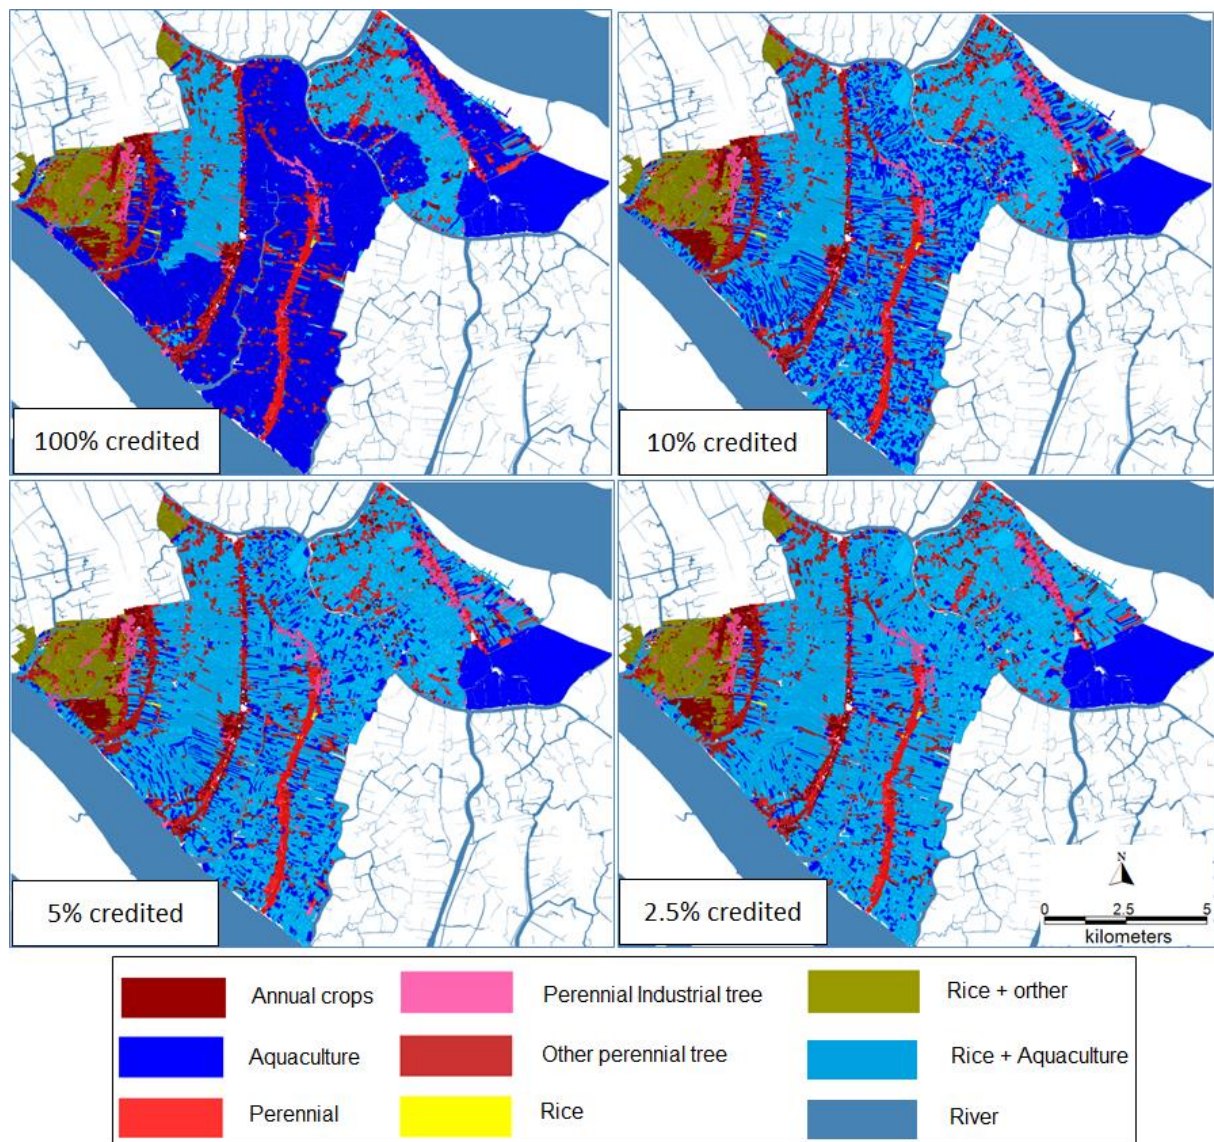 100% credited
10% credited
5% credited
2.5% credited
N
0 2.5 5
kilometers
Annual crops
Perennial Industrial tree
Rice + orther
Aquaculture
Other perennial tree
Rice + Aquaculture
Perennial
Rice
River